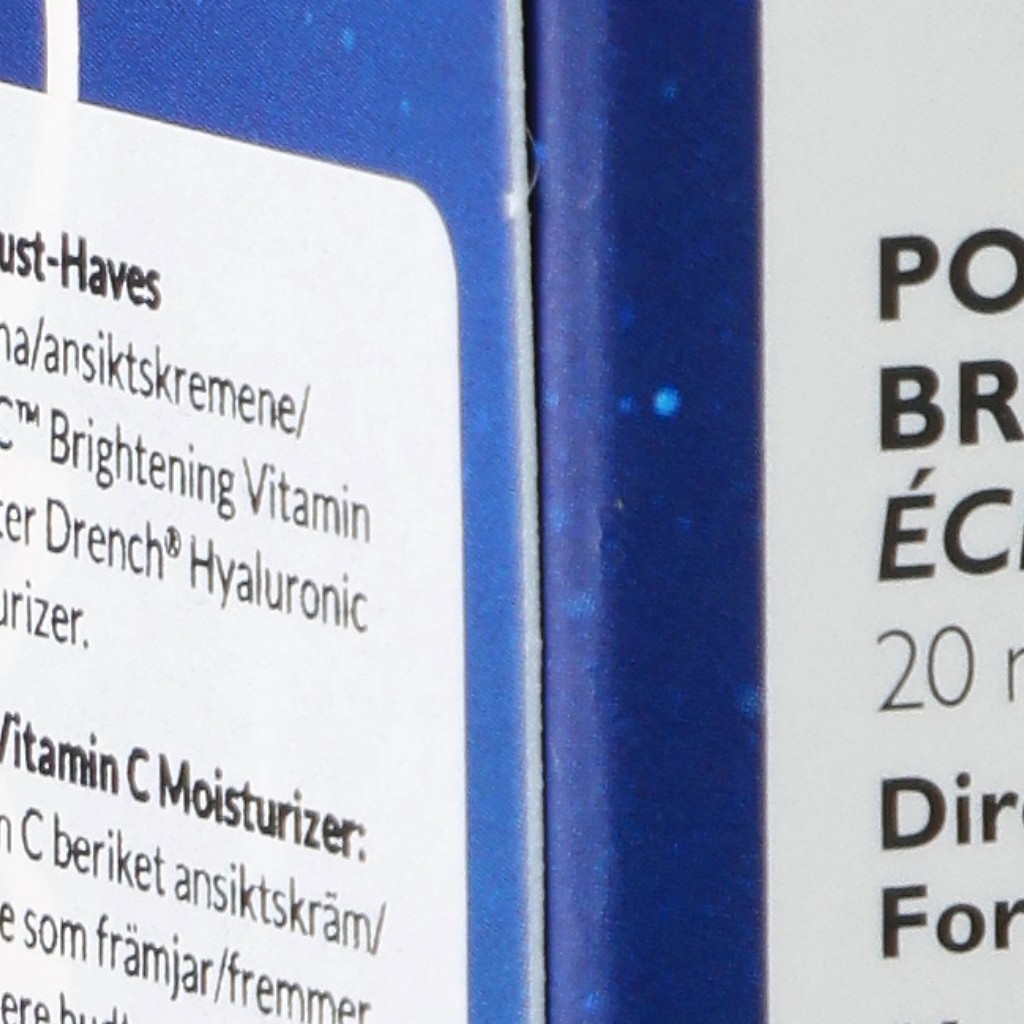 ust-Haves
na/ansiktskremene/
C™ Brightening Vitamin
ter Drench® Hyaluronic
urizer.
Vitamin C Moisturizer:
n C beriket ansiktskräm/
e som främjar/fremmer
PO
BR
ÉC
20
Dir
For